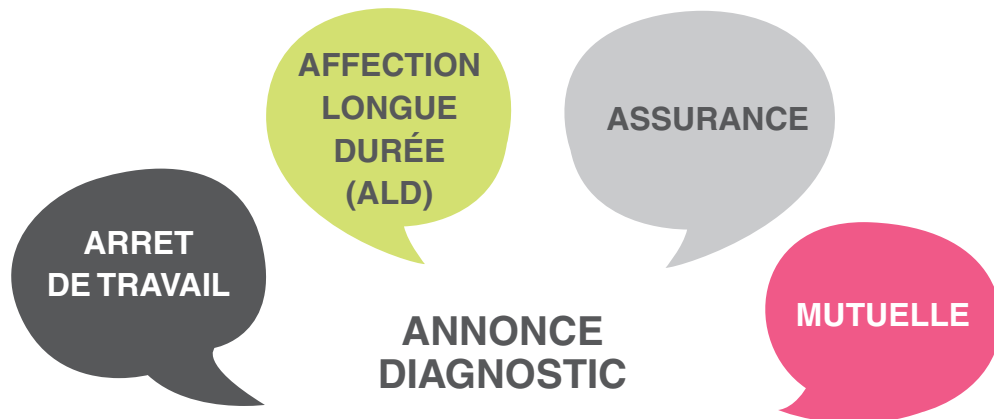 AFFECTION
LONGUE
DURÉE
(ALD)
ASSURANCE
ARRET
DE TRAVAIL
MUTUELLE
ANNONCE
DIAGNOSTIC